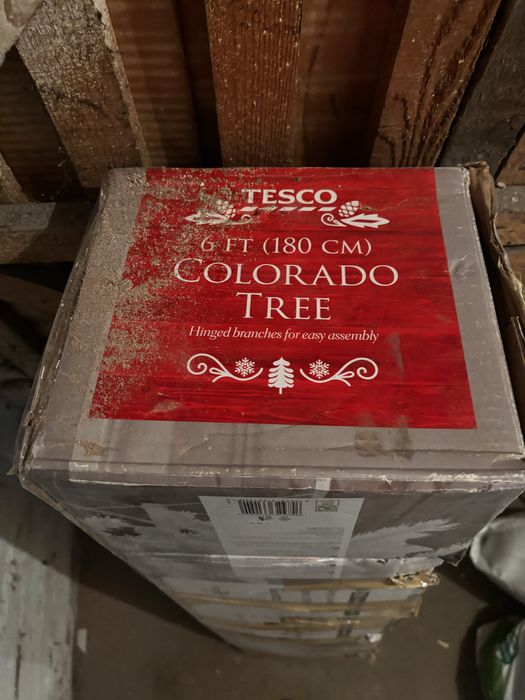 TESCO
6 FT (180 CM)
COLORADO
TREE
Hinged branches for easy assembly